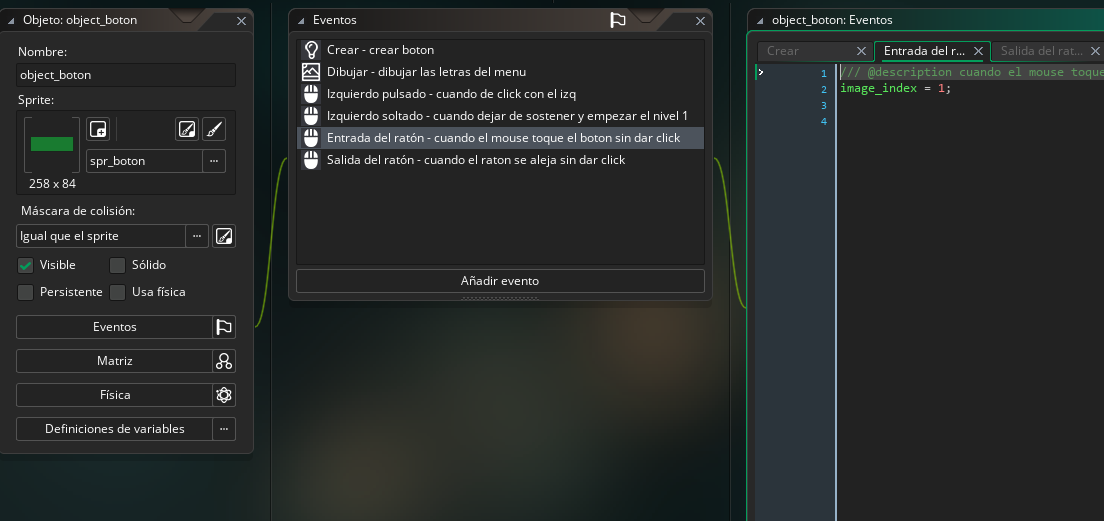 Objeto: object_boton
Nombre:
object_boton
Sprite:
spr_boton
258 x 84
Máscara de colisión:
Igual que el sprite
Visible
Sólido
Persistente
Usa física
Eventos
Matriz
Física
Definiciones de variables
Eventos
Crear - crear boton
Dibujar - dibujar las letras del menu
Izquierdo pulsado - cuando de click con el izq
Izquierdo soltado - cuando dejar de sostener y empezar el nivel 1
Entrada del ratón - cuando el mouse toque el boton sin dar click
Salida del ratón - cuando el raton se aleja sin dar click
Añadir evento
object_boton: Eventos
Crear
Entrada del r...
Salida del rat...
1 /// @description cuando el mouse toque
2 image_index = 1;
3
4